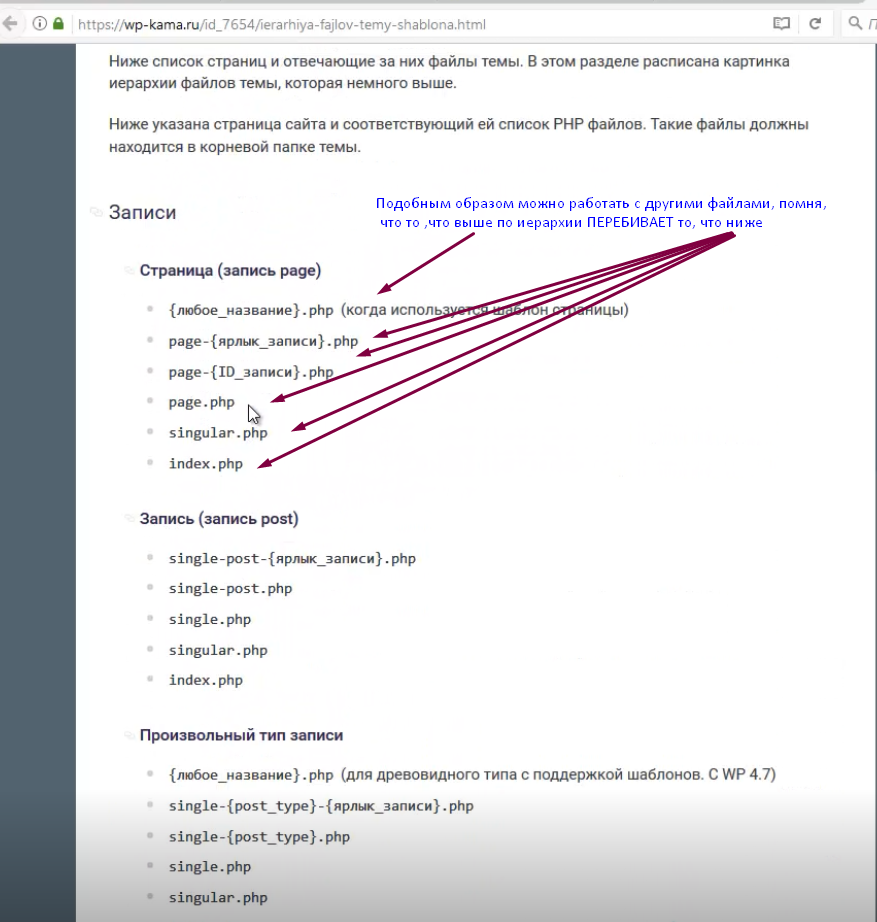 https://wp-kama.ru/id_7654/ierarhiya-fajlov-temy-shablona.html
Ниже список страниц и отвечающие за них файлы темы. В этом разделе расписана картинка
иерархии файлов темы, которая немного выше.
Ниже указана страница сайта и соответствующий ей список PHP файлов. Такие файлы должны
находится в корневой папке темы.
Подобным образом можно работать с другими файлами, помня,
что то ,что выше по иерархии ПЕРЕБИВАЕТ то, что ниже
Записи
Страница (запись page)
{любое_название}.php (когда используется шаблон страницы)
page-{ярлык_записи}.php
page-{ID_записи}.php
page.php
singular.php
index.php
Запись (запись post)
single-post-{ярлык_записи}.php
single-post.php
single.php
singular.php
index.php
Произвольный тип записи
{любое_название}.php (для древовидного типа с поддержкой шаблонов. С WP 4.7)
single-{post_type}-{ярлык_записи}.php
single-{post_type}.php
single.php
singular.php